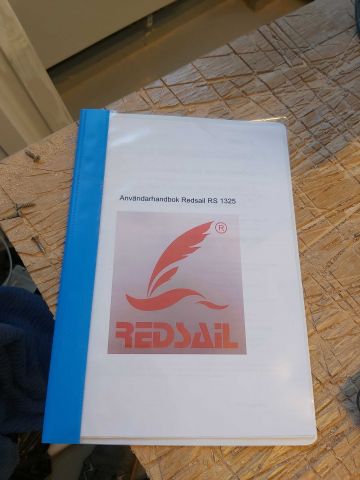 Användarhandbok Redsail RS 1325
®
REDSAiL